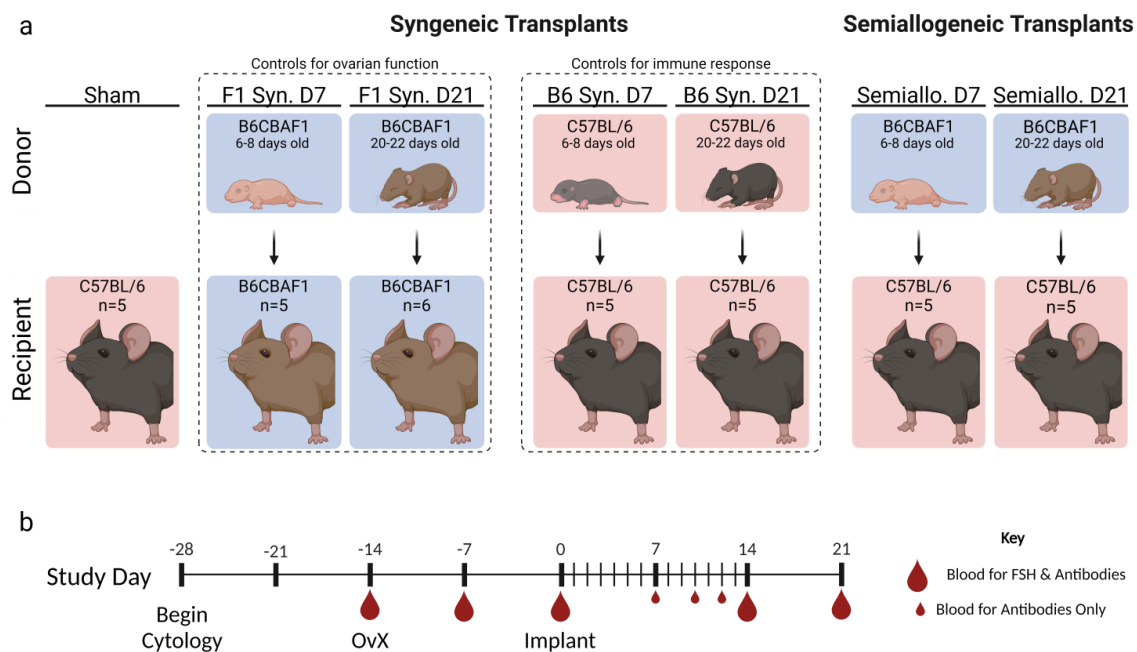 a
Syngeneic Transplants
Semiallogeneic Transplants
Controls for ovarian function
Controls for immune response
Sham
F1 Syn. D7
F1 Syn. D21
B6 Syn. D7
B6 Syn. D21
Semiallo. D7
Semiallo. D21
Donor
B6CBAF1
6-8 days old
B6CBAF1
20-22 days old
C57BL/6
6-8 days old
C57BL/6
20-22 days old
B6CBAF1
6-8 days old
B6CBAF1
20-22 days old
Recipient
C57BL/6
n=5
B6CBAF1
n=5
B6CBAF1
n=6
C57BL/6
n=5
C57BL/6
n=5
C57BL/6
n=5
C57BL/6
n=5
b
-28 -21 -14 -7 0 7 14 21
Study Day
Begin
Cytology
OvX
Implant
Key
Blood for FSH & Antibodies
Blood for Antibodies Only